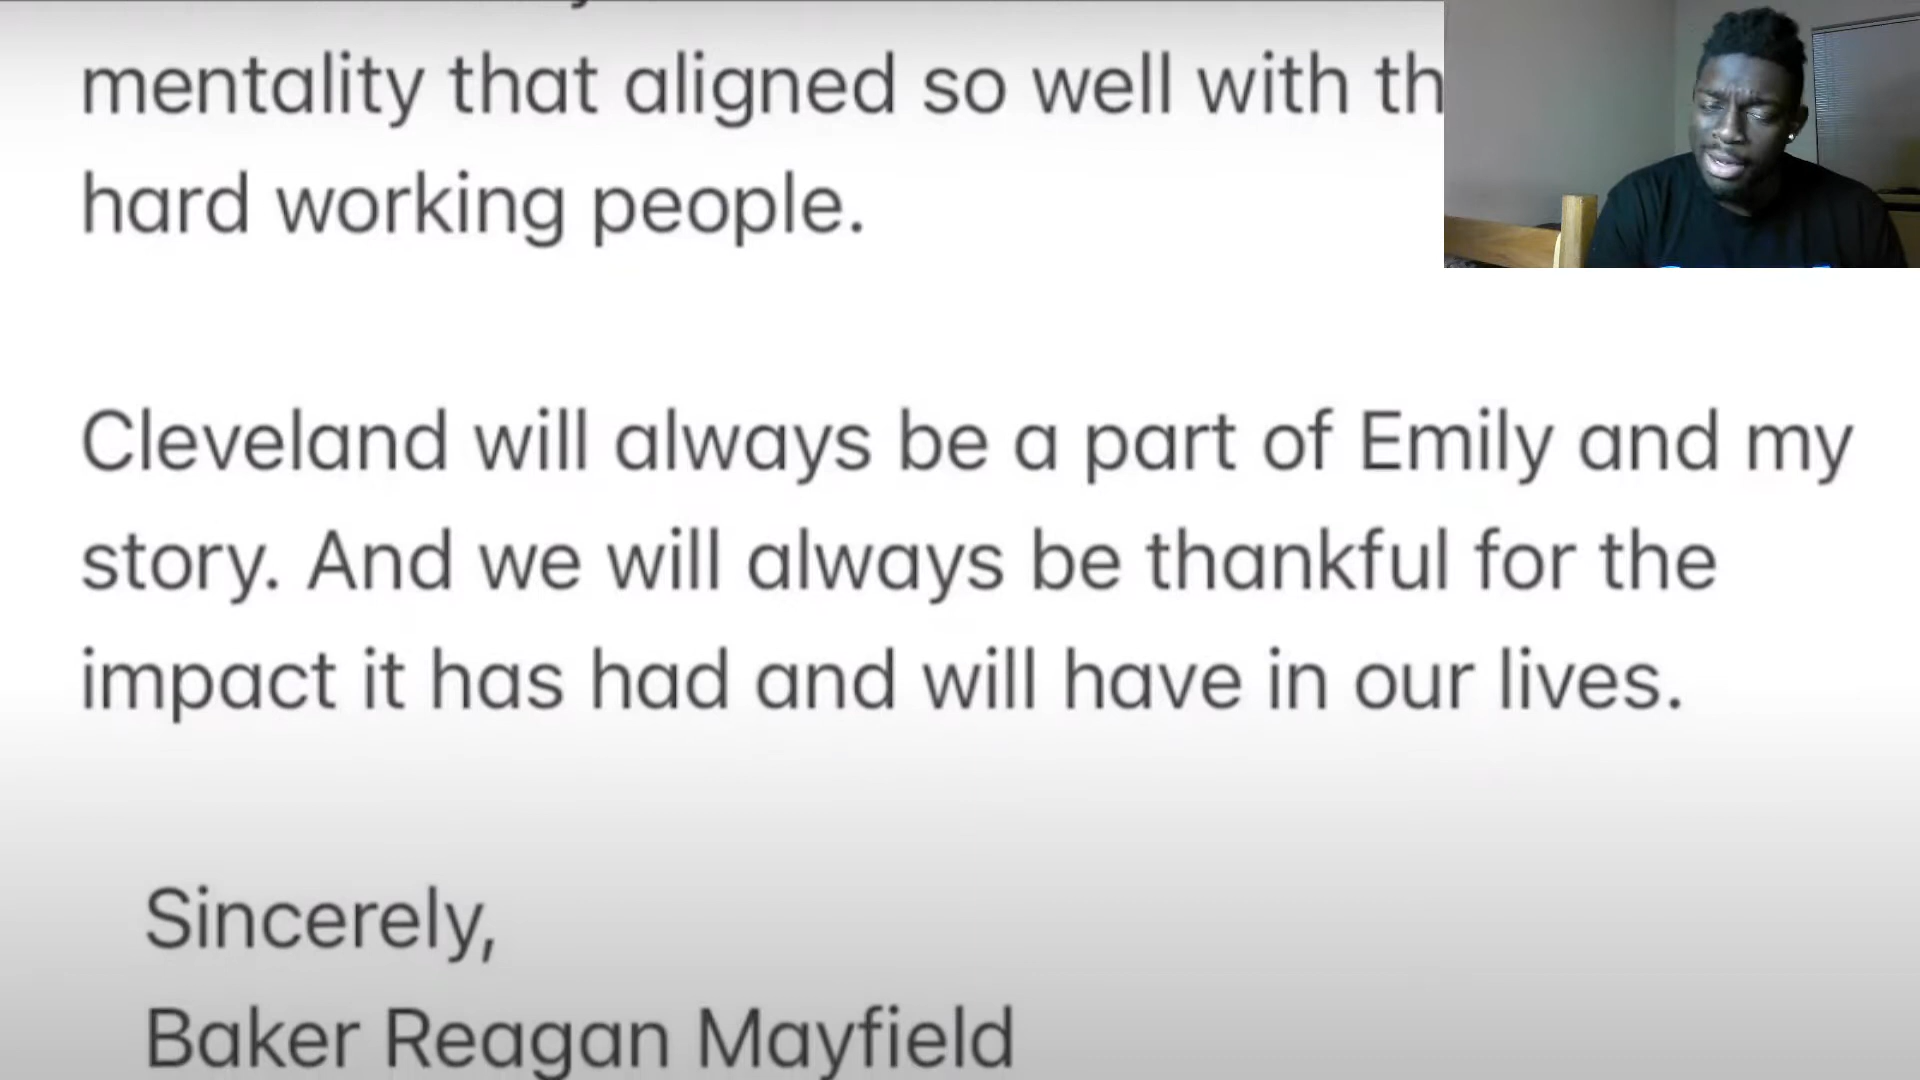 mentality that aligned so well with
hard working people.
Cleveland will always be a part of Emily and my
story. And we will always be thankful for the
impact it has had and will have in our lives.
Sincerely,
Baker Reagan Mayfield